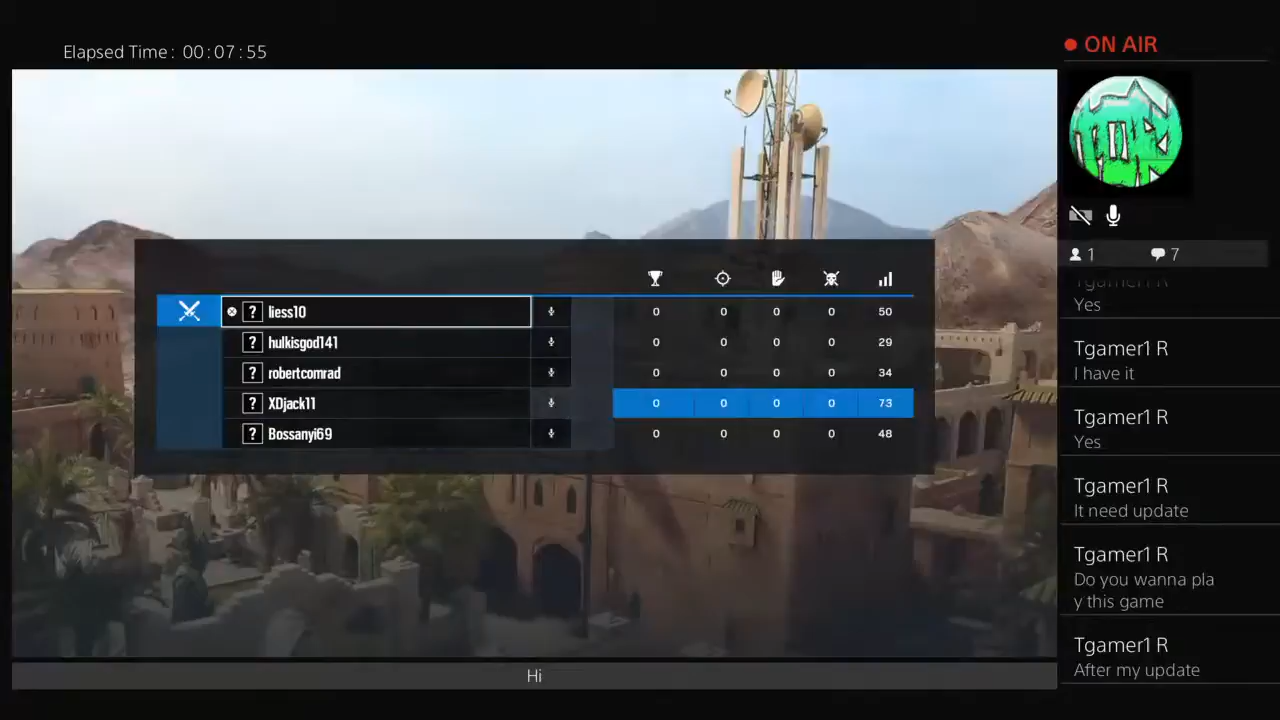 Elapsed Time: 00:07:55
ON AIR
1 7
liess10 0 0 0 0 50
hulkisgod141 0 0 0 0 29
robertcomrad 0 0 0 0 34
XDjack11 0 0 0 0 73
Bossanyi69 0 0 0 0 48
Hi
Tgamer1 R
Yes
Tgamer1 R
I have it
Tgamer1 R
Yes
Tgamer1 R
It need update
Tgamer1 R
Do you wanna pla
y this game
Tgamer1 R
After my update